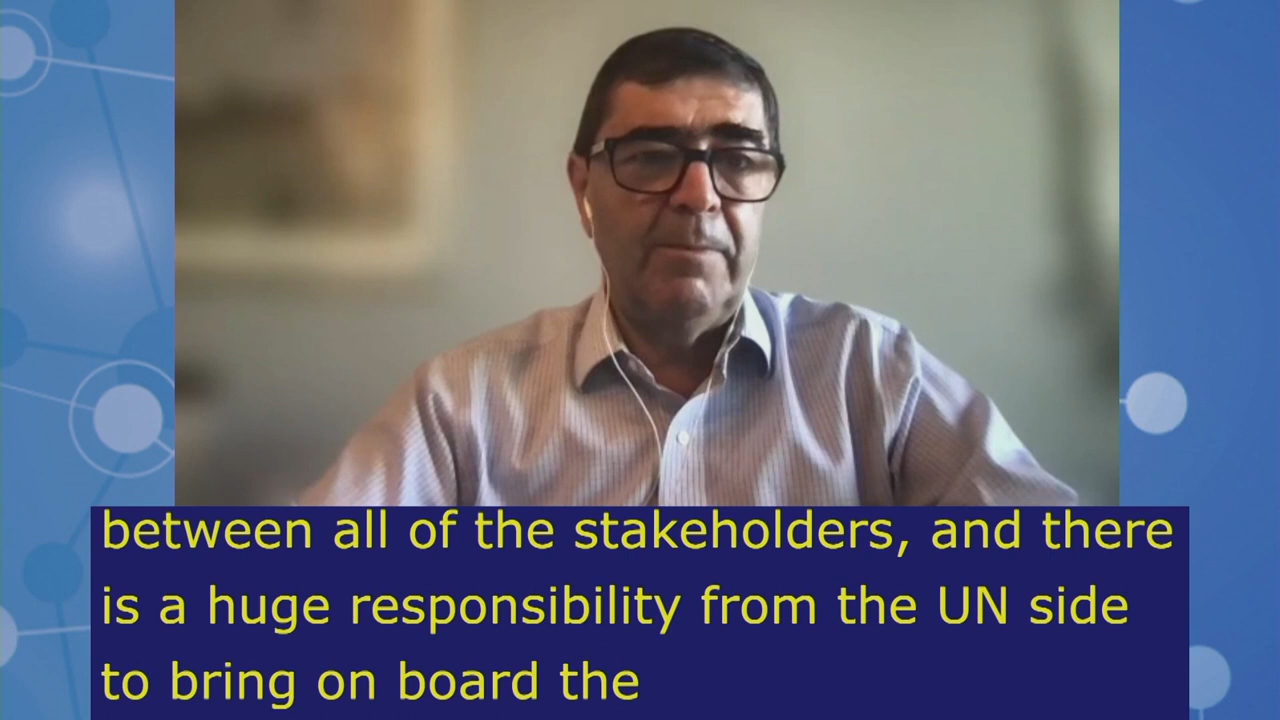 between all of the stakeholders, and there
is a huge responsibility from the UN side
to bring on board the